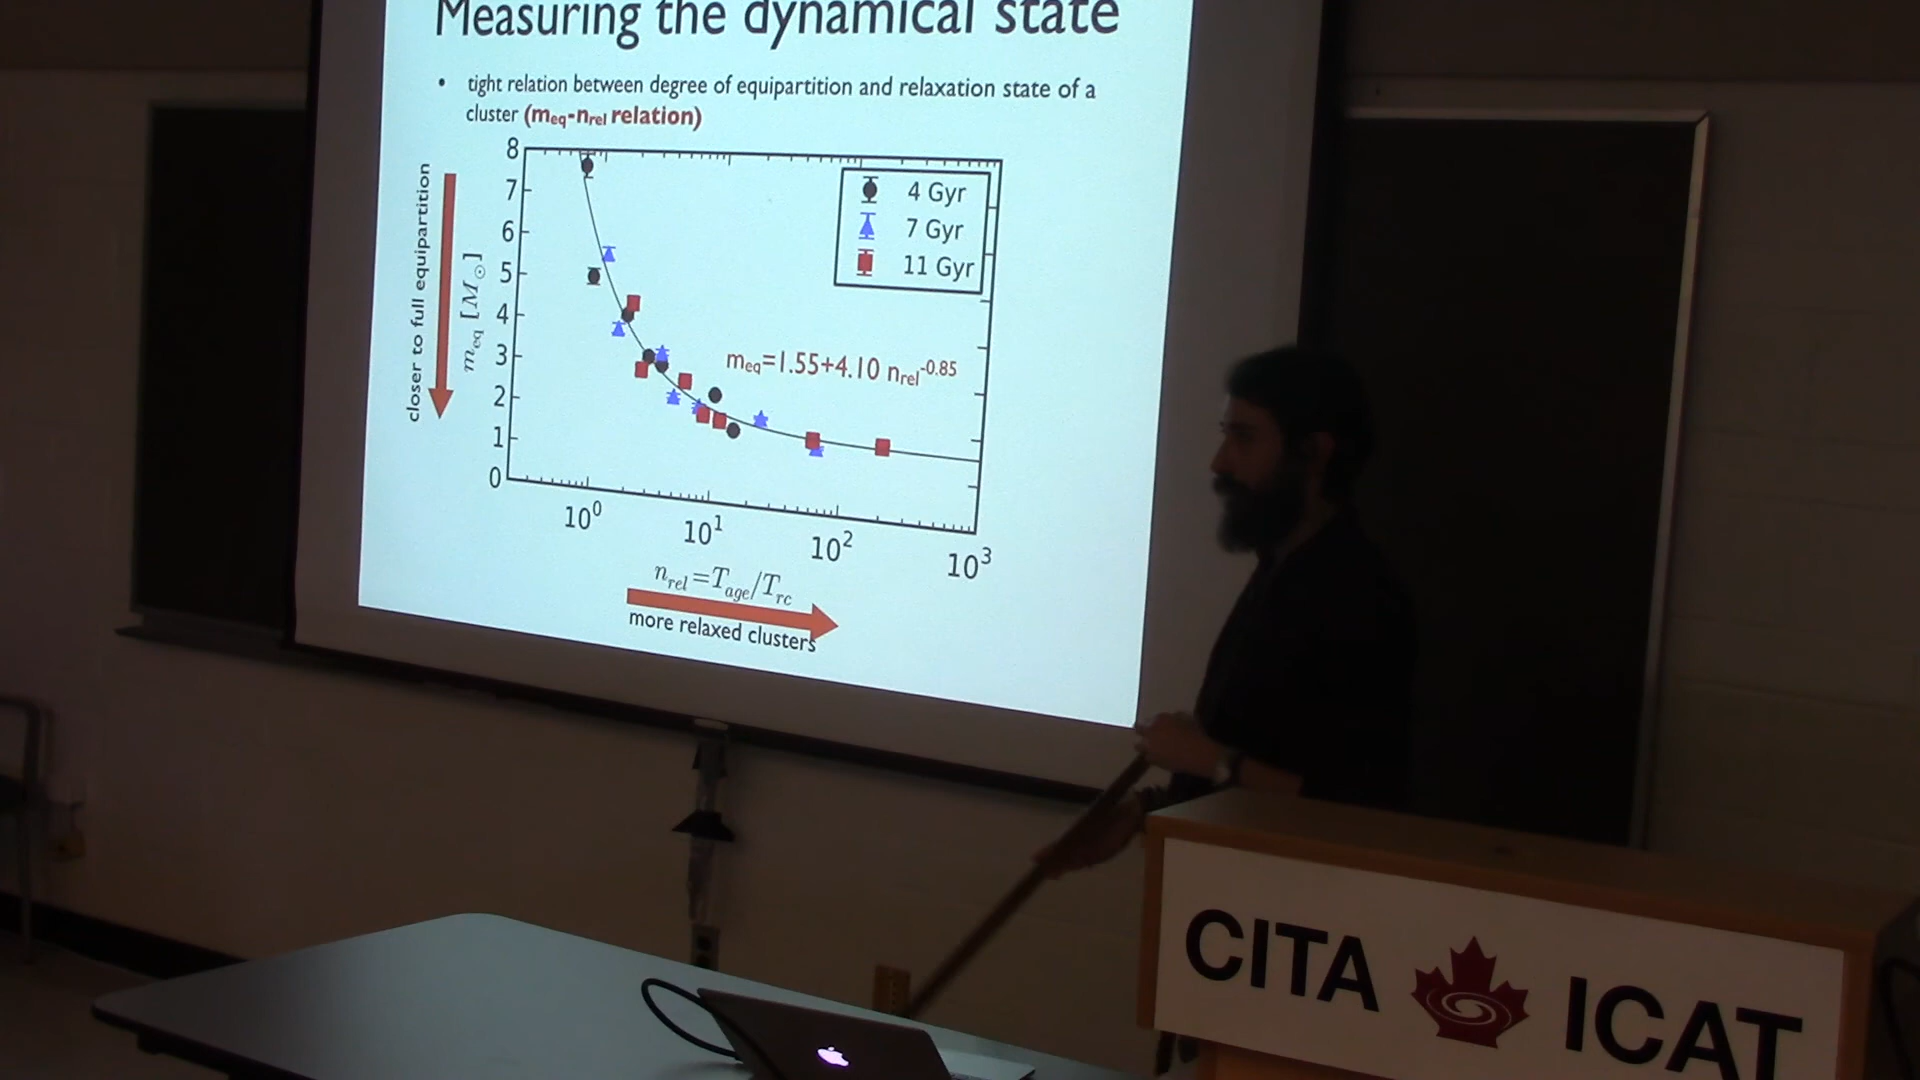 Measuring the dynamical state
• tight relation between degree of equipartition and relaxation state of a
cluster (meq-nrel relation)
closer to full equipartition
meq [M⊙]
8
7
6
5
4
3
2
1
0
4 Gyr
7 Gyr
11 Gyr
meq=1.55+4.10 nrel^-0.85
10^0
10^1
10^2
10^3
nrel=Tage/Trc
more relaxed clusters
CITA ICAT